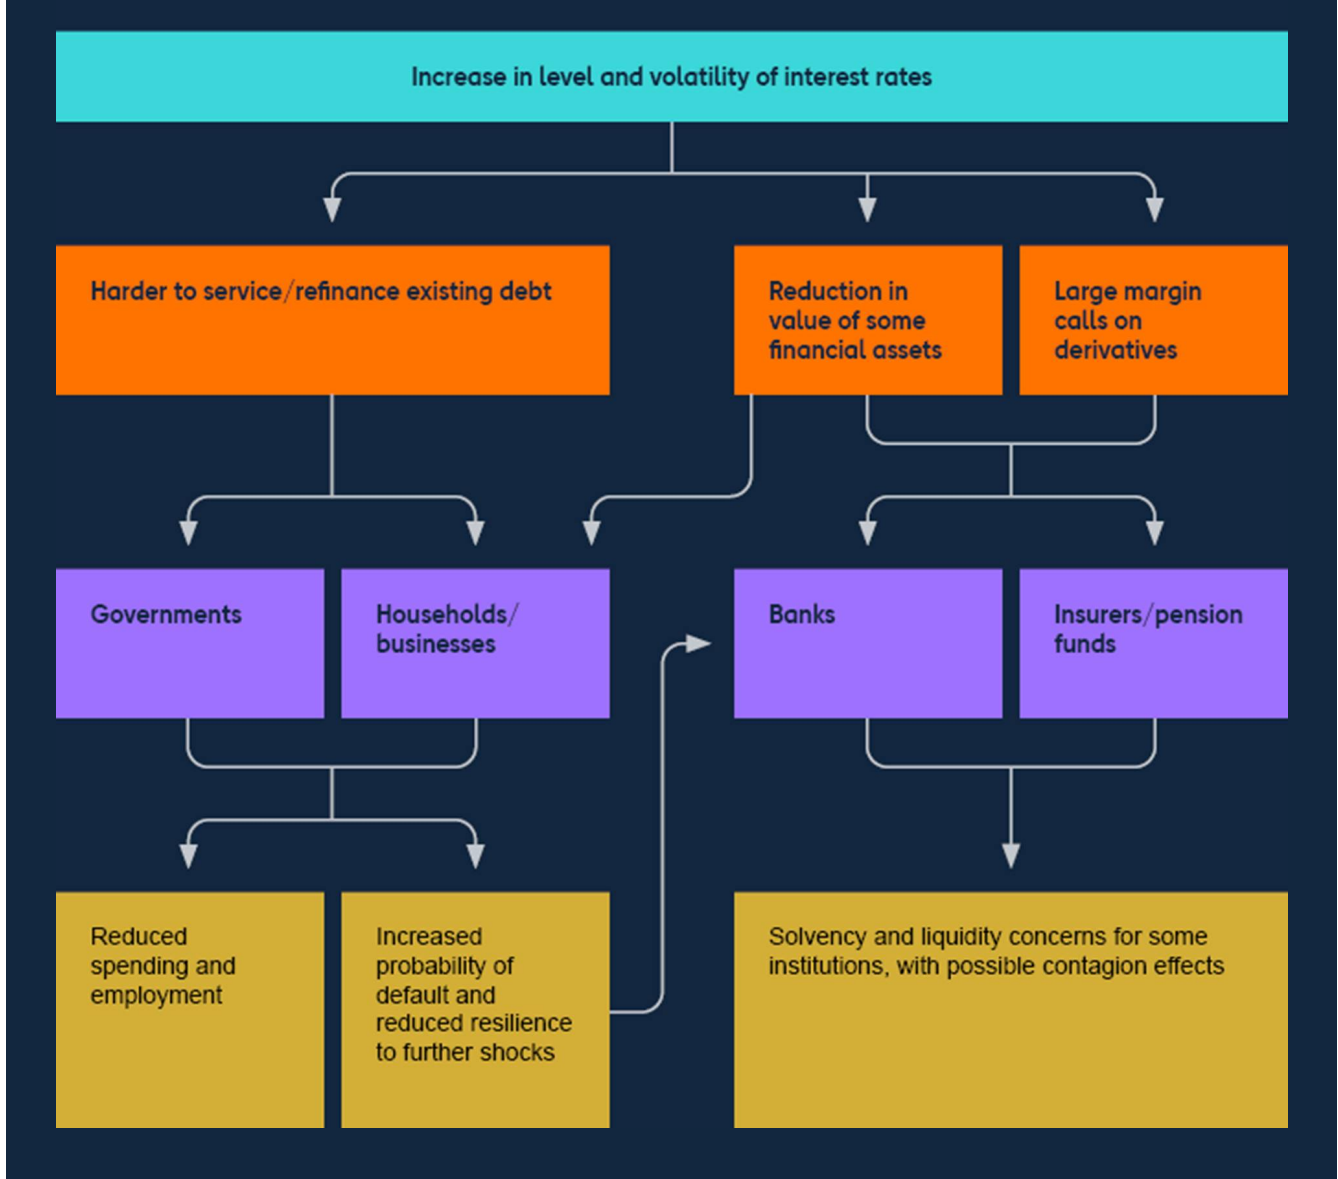 Increase in level and volatility of interest rates
Harder to service/refinance existing debt
Reduction in
value of some
financial assets
Large margin
calls on
derivatives
Governments
Households/
businesses
Banks
Insurers/pension
funds
Reduced
spending and
employment
Increased
probability of
default and
reduced resilience
to further shocks
Solvency and liquidity concerns for some
institutions, with possible contagion effects